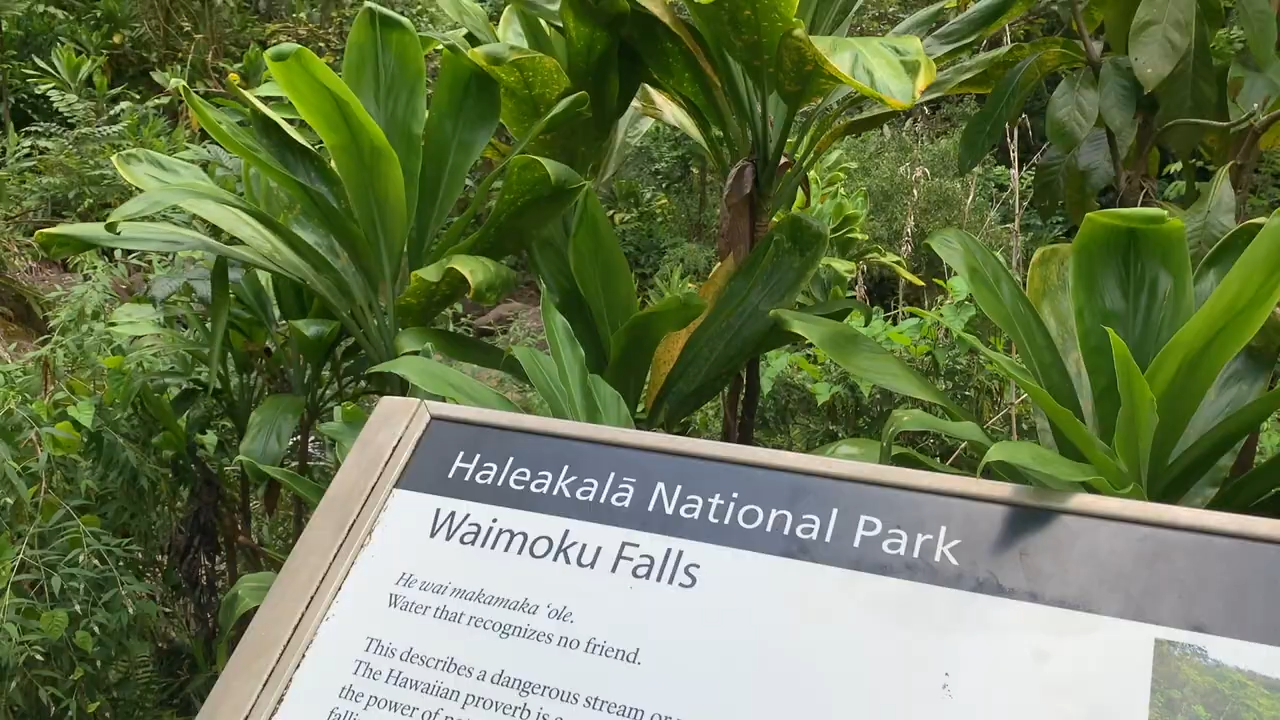 Haleakalā National Park
Waimoku Falls
He wai makamaka ʻole.
Water that recognizes no friend.
This describes a dangerous stream or
The Hawaiian proverb is
the power of